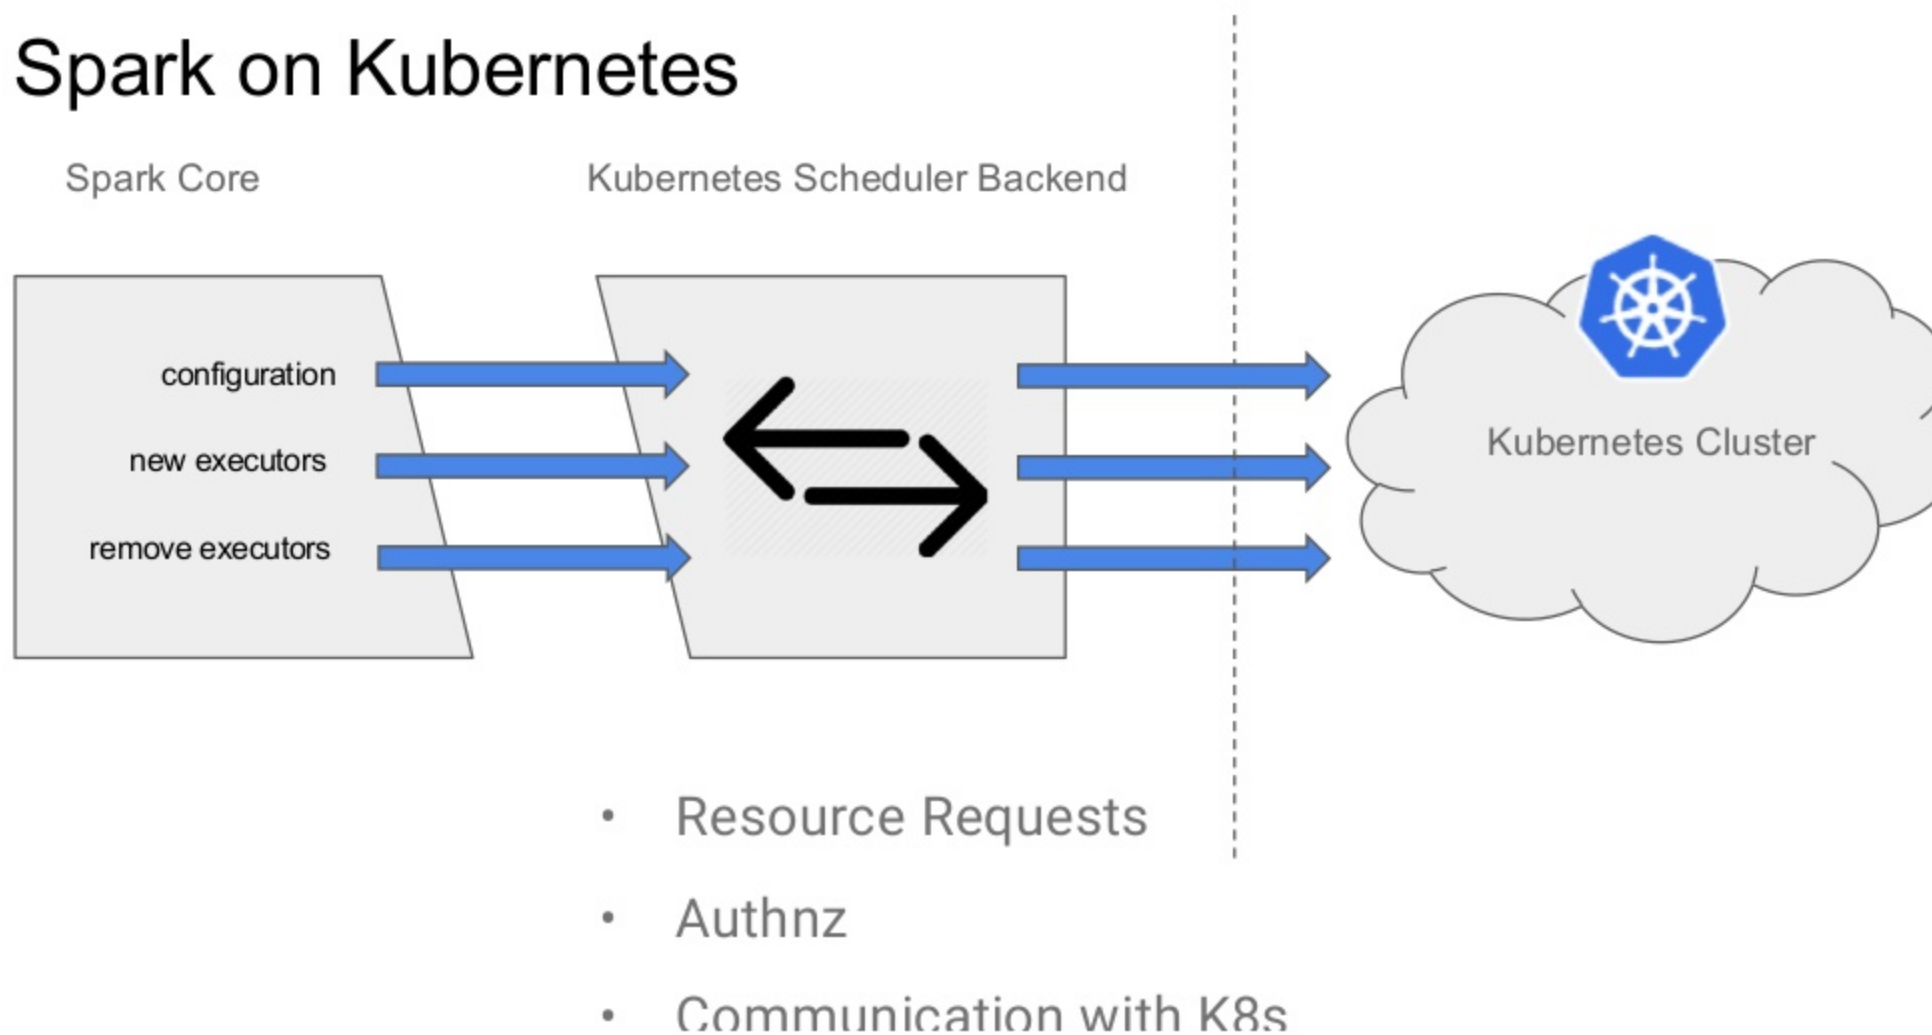 Spark on Kubernetes
Spark Core
Kubernetes Scheduler Backend
configuration
new executors
remove executors
Kubernetes Cluster
• Resource Requests
• Authnz
• Communication with K8s